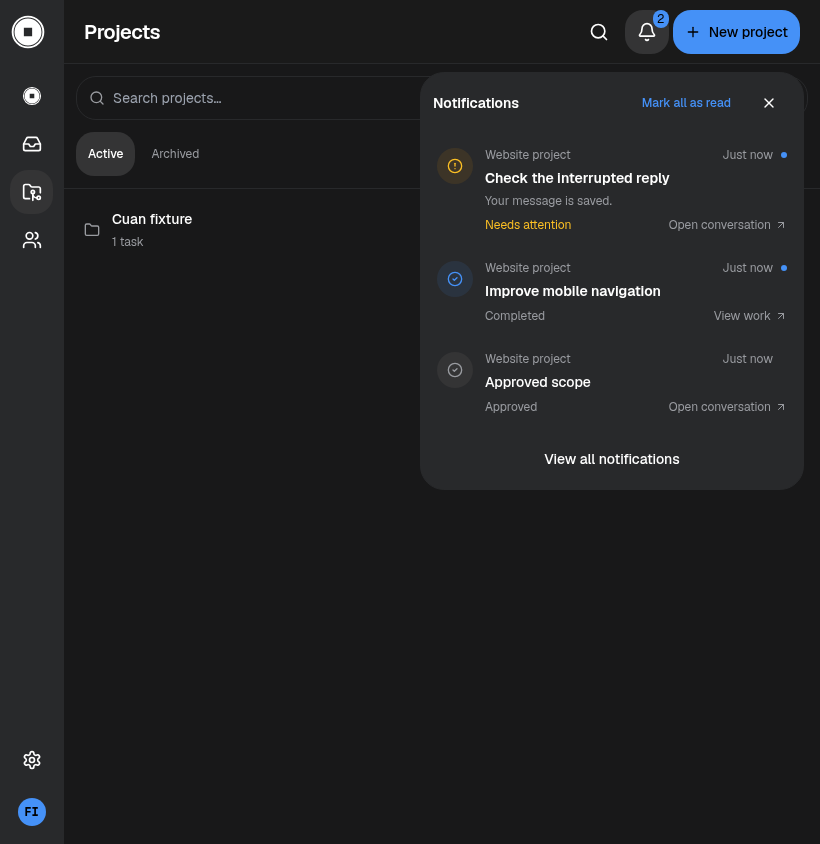 Projects
2
New project
Search projects...
Active
Archived
Cuan fixture
1 task
Notifications
Mark all as read
Website project
Just now
Check the interrupted reply
Your message is saved.
Needs attention
Open conversation
Website project
Just now
Improve mobile navigation
Completed
View work
Website project
Just now
Approved scope
Approved
Open conversation
View all notifications
FI